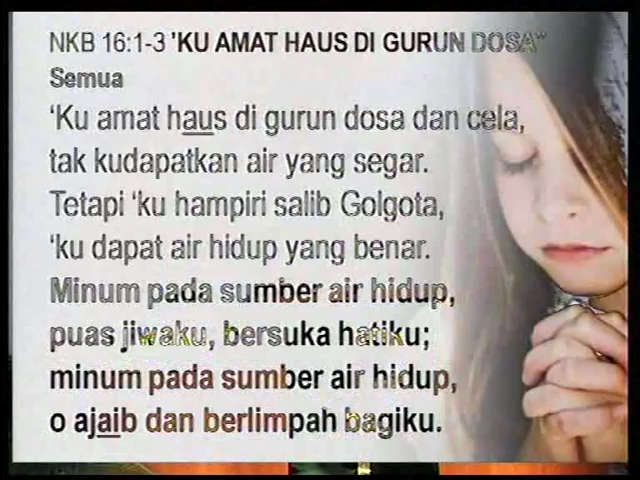 NKB 16:1-3 'KU AMAT HAUS DI GURUN DOSA"
Semua
'Ku amat haus di gurun dosa dan cela,
tak kudapatkan air yang segar.
Tetapi 'ku hampiri salib Golgota,
'ku dapat air hidup yang benar.
Minum pada sumber air hidup,
puas jiwaku, bersuka hatiku;
minum pada sumber air hidup,
o ajaib dan berlimpah bagiku.